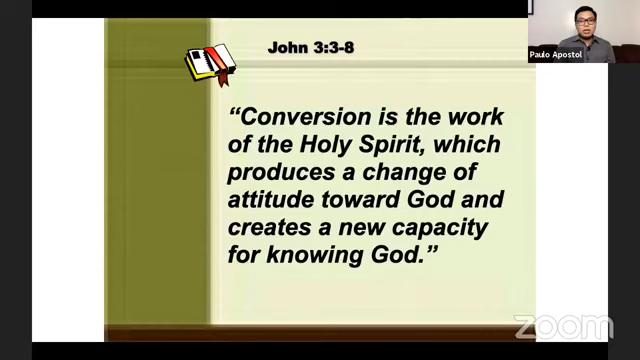 John 3:3-8
Paulo Apostol
“Conversion is the work
of the Holy Spirit, which
produces a change of
attitude toward God and
creates a new capacity
for knowing God.”
zoom